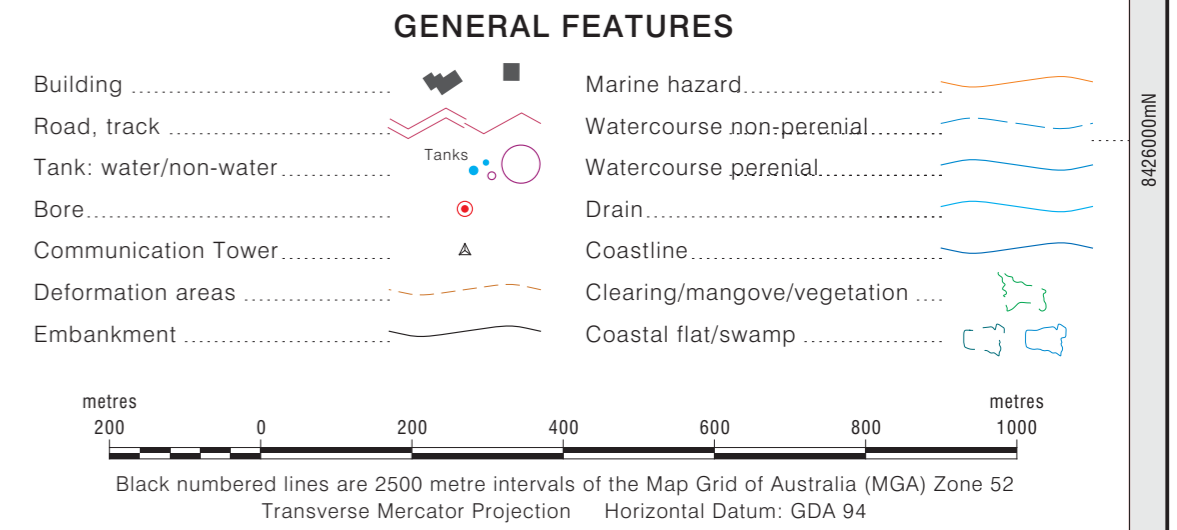 GENERAL FEATURES
Building
Road, track
Tank: water/non-water
Tanks
Bore
Communication Tower
Deformation areas
Embankment
Marine hazard
Watercourse non-perenial
Watercourse perenial
Drain
Coastline
Clearing/mangove/vegetation
Coastal flat/swamp
8426000mN
metres metres
200 0 200 400 600 800 1000
Black numbered lines are 2500 metre intervals of the Map Grid of Australia (MGA) Zone 52
Transverse Mercator Projection Horizontal Datum: GDA 94